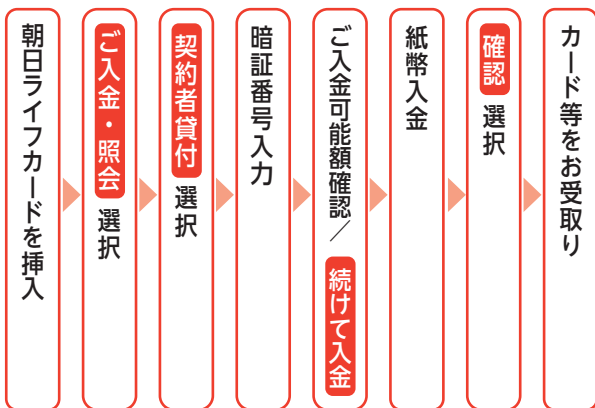 朝日ライフカードを挿入
ご入金・照会 選択
契約者貸付 選択
暗証番号入力
ご入金可能額確認／ 続けて入金
紙幣入金
確認 選択
カード等をお受取り